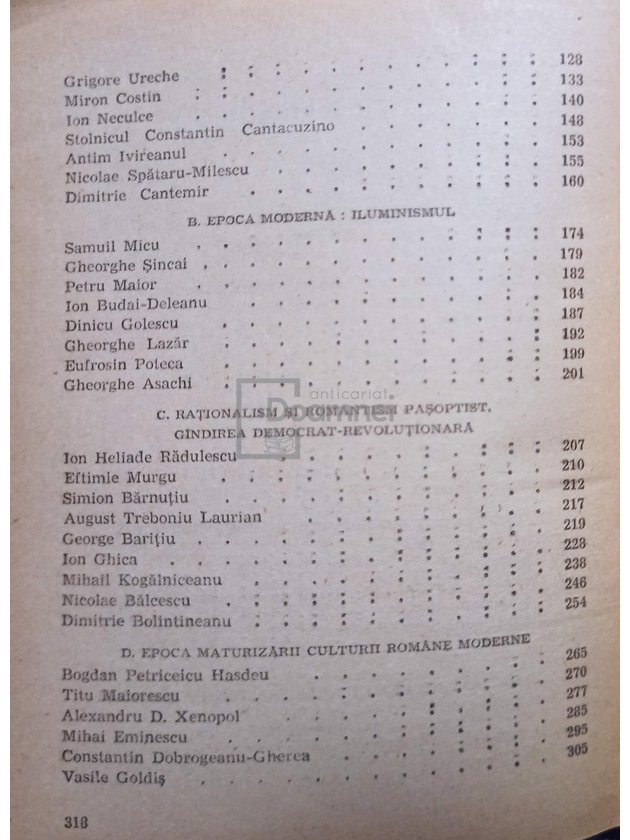 Grigore Ureche . . . . . . . . . . 128
Miron Costin . . . . . . . . . . 133
Ion Neculce . . . . . . . . . . 140
Stolnicul Constantin Cantacuzino . . . . . . . . 148
Antim Ivireanul . . . . . . . . . . 153
Nicolae Spătaru-Milescu . . . . . . . . . . 155
Dimitrie Cantemir . . . . . . . . . . 160
B. EPOCA MODERNĂ : ILUMINISMUL
Samuil Micu . . . . . . . . . . 174
Gheorghe Şincai . . . . . . . . . . 179
Petru Maior . . . . . . . . . . 182
Ion Budai-Deleanu . . . . . . . . . . 184
Dinicu Golescu . . . . . . . . . . 187
Gheorghe Lazăr . . . . . . . . . . 192
Eufrosin Poteca . . . . . . . . . . 199
Gheorghe Asachi . . . . . . . . . . 201
anticariat
Doamnei
C. RAŢIONALISM ŞI ROMANTISM PAŞOPTIST,
GÎNDIREA DEMOCRAT-REVOLUŢIONARĂ
Ion Heliade Rădulescu . . . . . . . . . . 207
Eftimie Murgu . . . . . . . . . . 210
Simion Bărnuţiu . . . . . . . . . . 212
August Treboniu Laurian . . . . . . . . . 217
George Bariţiu . . . . . . . . . . 219
Ion Ghica . . . . . . . . . . 228
Mihail Kogălniceanu . . . . . . . . . . 238
Nicolae Bălcescu . . . . . . . . . . 246
Dimitrie Bolintineanu . . . . . . . . . . 254
D. EPOCA MATURIZĂRII CULTURII ROMÂNE MODERNE
Bogdan Petriceicu Hasdeu . . . . . . . . . 265
Titu Maiorescu . . . . . . . . . . 270
Alexandru D. Xenopol . . . . . . . . . . 277
Mihai Eminescu . . . . . . . . . . 285
Constantin Dobrogeanu-Gherea . . . . . . . . 295
Vasile Goldiş . . . . . . . . . . 305
318